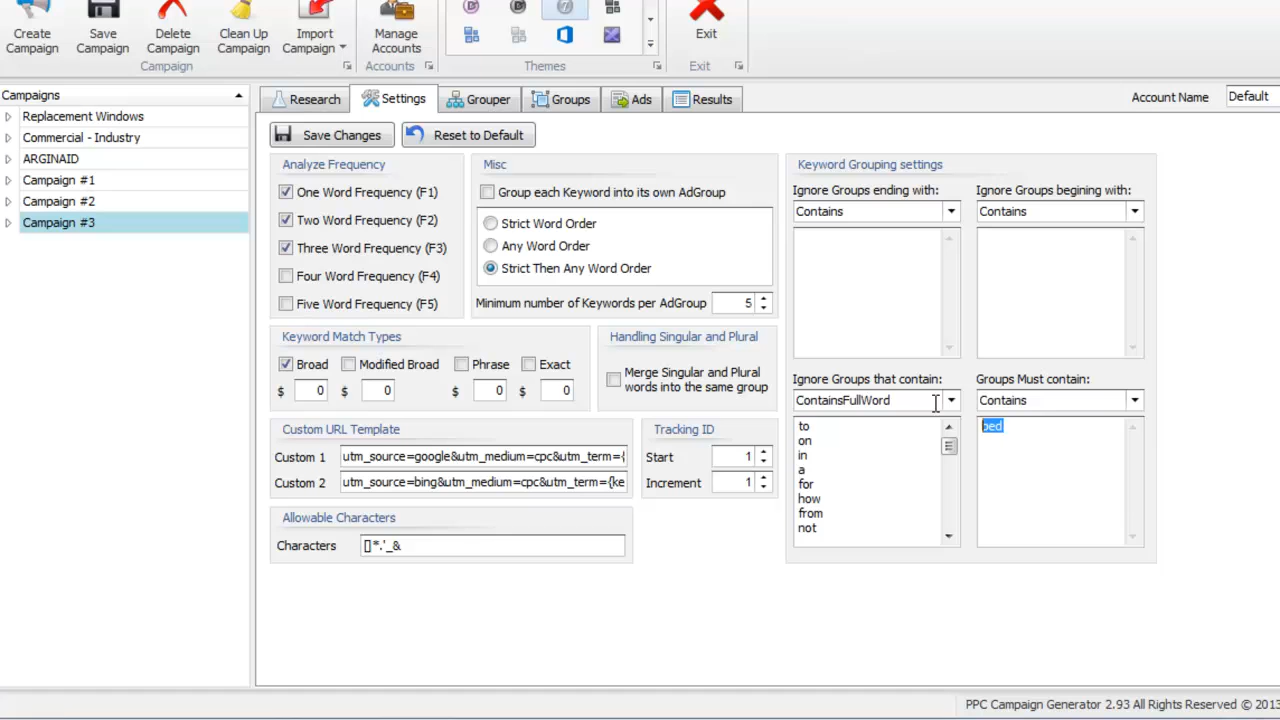 Create
Campaign
Save
Campaign
Delete
Campaign
Clean Up
Campaign
Import
Campaign
Manage
Accounts
Exit
Campaign
Accounts
Themes
Exit
Campaigns
Replacement Windows
Commercial - Industry
ARGINAID
Campaign #1
Campaign #2
Campaign #3
Research
Settings
Grouper
Groups
Ads
Results
Account Name
Default
Save Changes
Reset to Default
Analyze Frequency
One Word Frequency (F1)
Two Word Frequency (F2)
Three Word Frequency (F3)
Four Word Frequency (F4)
Five Word Frequency (F5)
Misc
Group each Keyword into its own AdGroup
Strict Word Order
Any Word Order
Strict Then Any Word Order
Minimum number of Keywords per AdGroup 5
Keyword Match Types
Broad
Modified Broad
Phrase
Exact
$ 0
$ 0
$ 0
$ 0
Handling Singular and Plural
Merge Singular and Plural
words into the same group
Custom URL Template
Custom 1 utm_source=google&utm_medium=cpc&utm_term={
Custom 2 utm_source=bing&utm_medium=cpc&utm_term={ke
Tracking ID
Start 1
Increment 1
Allowable Characters
Characters []*.'_&
Keyword Grouping settings
Ignore Groups ending with:
Contains
Ignore Groups begining with:
Contains
Ignore Groups that contain:
ContainsFullWord
to
on
in
a
for
how
from
not
Groups Must contain:
Contains
bed
PPC Campaign Generator 2.93 All Rights Reserved © 2013